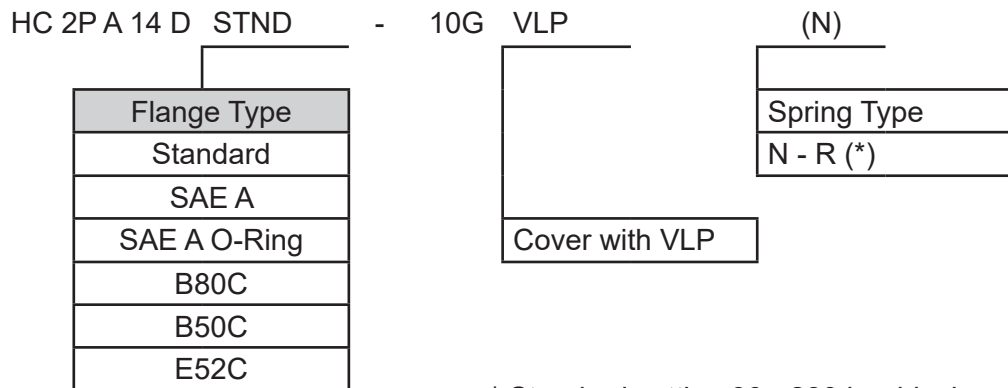 HC 2P A 14 D STND - 10G VLP (N)
Flange Type
Standard
SAE A
SAE A O-Ring
B80C
B50C
E52C
Cover with VLP
Spring Type
N - R (*)